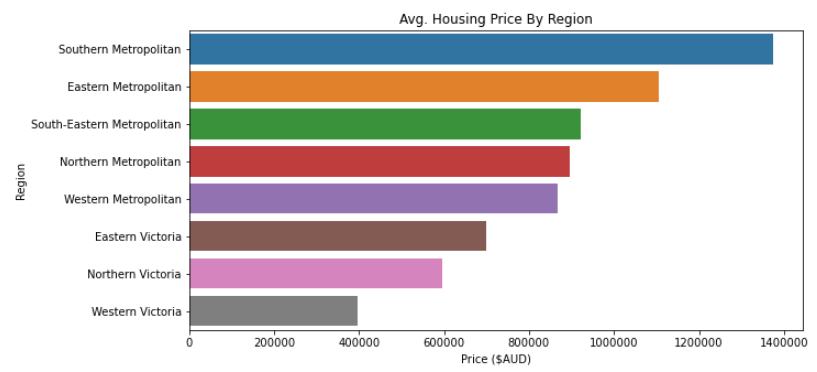 Avg. Housing Price By Region
Southern Metropolitan
Eastern Metropolitan
South-Eastern Metropolitan
Northern Metropolitan
Western Metropolitan
Eastern Victoria
Northern Victoria
Western Victoria
Region
0 200000 400000 600000 800000 1000000 1200000 1400000
Price ($AUD)